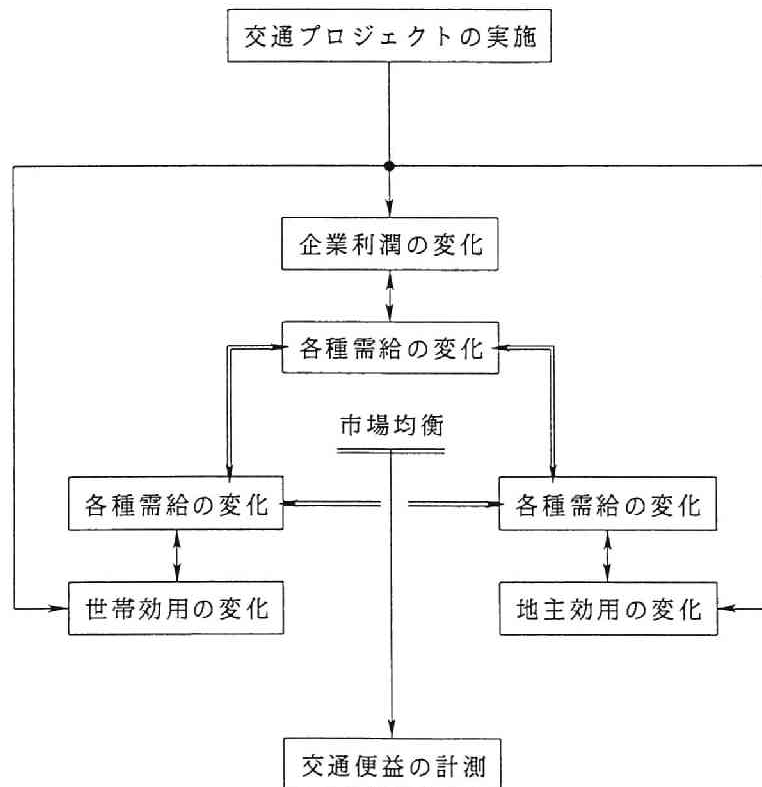 交通プロジェクトの実施
企業利潤の変化
各種需給の変化
市場均衡
各種需給の変化
各種需給の変化
世帯効用の変化
地主効用の変化
交通便益の計測